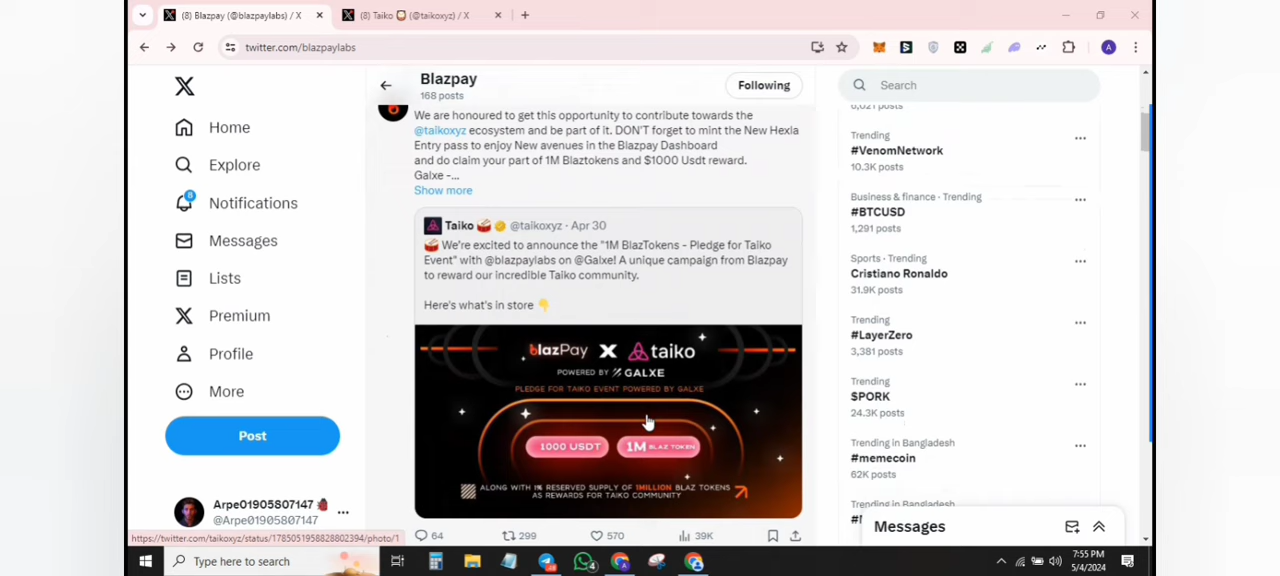 (8) Blazpay (@blazpaylabs) / X
(8) Taiko 🥁 (@taikoxyz) / X
twitter.com/blazpaylabs
Home
Explore
8
Notifications
Messages
Lists
Premium
Profile
More
Post
Arpe01905807147 🐞
@Arpe01905807147
Blazpay
168 posts
Following
We are honoured to get this opportunity to contribute towards the
@taikoxyz ecosystem and be part of it. DON'T forget to mint the New Hexla
Entry pass to enjoy New avenues in the Blazpay Dashboard
and do claim your part of 1M Blaztokens and $1000 Usdt reward.
Galxe -...
Show more
Taiko 🥁 @taikoxyz · Apr 30
🥁 We're excited to announce the "1M BlazTokens - Pledge for Taiko
Event" with @blazpaylabs on @Galxe! A unique campaign from Blazpay
to reward our incredible Taiko community.
Here's what's in store 👇
blazPay X taiko
POWERED BY GALXE
PLEDGE FOR TAIKO EVENT POWERED BY GALXE
1000 USDT
1M BLAZ TOKEN
ALONG WITH 1% RESERVED SUPPLY OF 1MILLION BLAZ TOKENS
AS REWARDS FOR TAIKO COMMUNITY
64
299
570
39K
Search
6,021 posts
Trending
#VenomNetwork
10.3K posts
Business & finance · Trending
#BTCUSD
1,291 posts
Sports · Trending
Cristiano Ronaldo
31.9K posts
Trending
#LayerZero
3,381 posts
Trending
$PORK
24.3K posts
Trending in Bangladesh
#memecoin
62K posts
Trending in Bangladesh
Messages
https://twitter.com/taikoxyz/status/1785051958828802394/photo/1
Type here to search
7:55 PM
5/4/2024